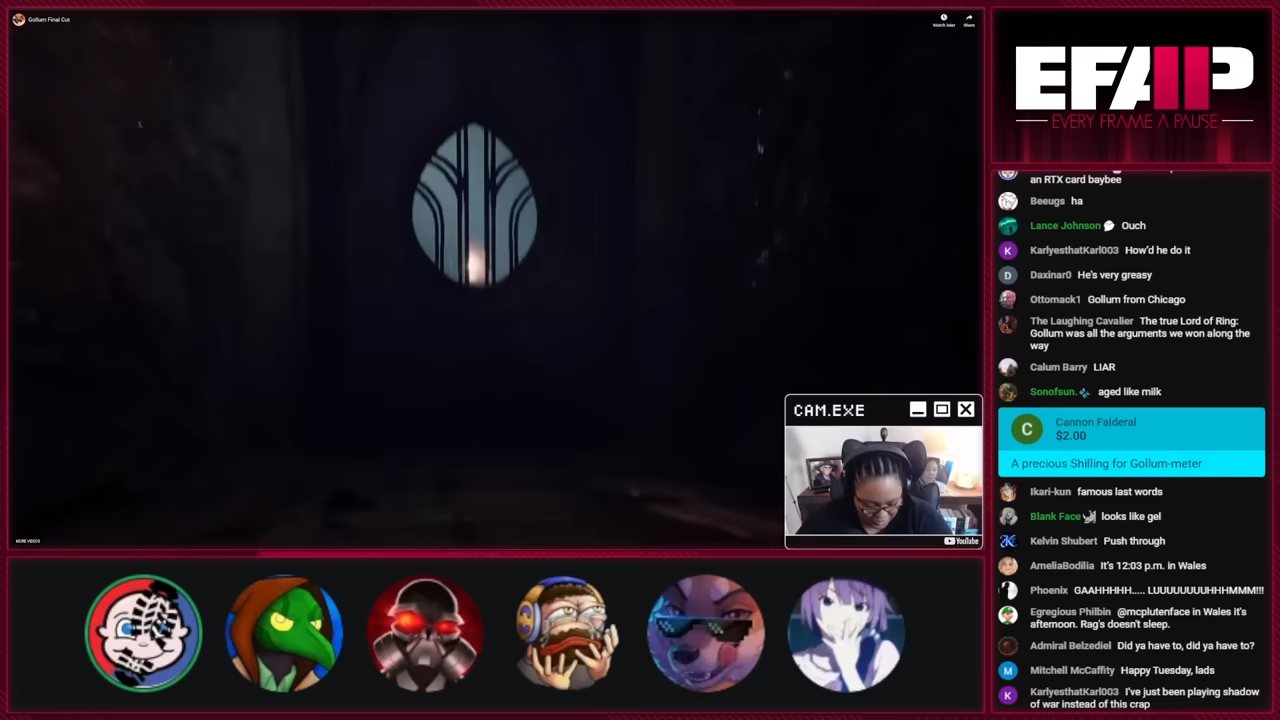 Gollum Final Cut
Watch later
Share
MORE VIDEOS
CAM.EXE
YouTube
EFAP
EVERY FRAME A PAUSE
an RTX card baybee
Beeugs ha
Lance Johnson Ouch
KarlyesthatKarl003 How'd he do it
Daxinar0 He's very greasy
Ottomack1 Gollum from Chicago
The Laughing Cavalier The true Lord of Ring:
Gollum was all the arguments we won along the
way
Calum Barry LIAR
Sonofsun. aged like milk
C
Cannon Falderal
$2.00
A precious Shilling for Gollum-meter
Ikari-kun famous last words
Blank Face looks like gel
Kelvin Shubert Push through
AmeliaBodilia It's 12:03 p.m. in Wales
Phoenix GAAHHHHH..... LUUUUUUUUHHHMMM!!!
Egregious Philbin @mcplutenface in Wales it's
afternoon. Rag's doesn't sleep.
Admiral Belzediel Did ya have to, did ya have to?
M
Mitchell McCaffity Happy Tuesday, lads
K
KarlyesthatKarl003 I've just been playing shadow
of war instead of this crap